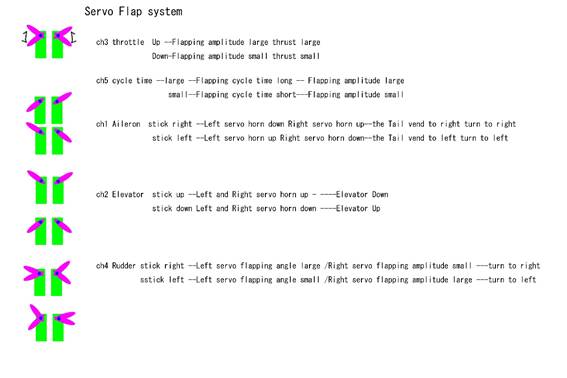 Servo Flap system
ch3 throttle Up --Flapping amplitude large thrust large
Down-Flapping amplitude small thrust small
ch5 cycle time --large --Flapping cycle time long -- Flapping amplitude large
small--Flapping cycle time short---Flapping amplitude small
ch1 Aileron stick right --Left servo horn down Right servo horn up--the Tail vend to right turn to right
stick left --Left servo horn up Right servo horn down--the Tail vend to left turn to left
ch2 Elevator stick up --Left and Right servo horn up - ----Elevator Down
stick down Left and Right servo horn down ----Elevator Up
ch4 Rudder stick right --Left servo flapping angle large /Right servo flapping amplitude small ---turn to right
sstick left --Left servo flapping angle small /Right servo flapping amplitude large ---turn to left